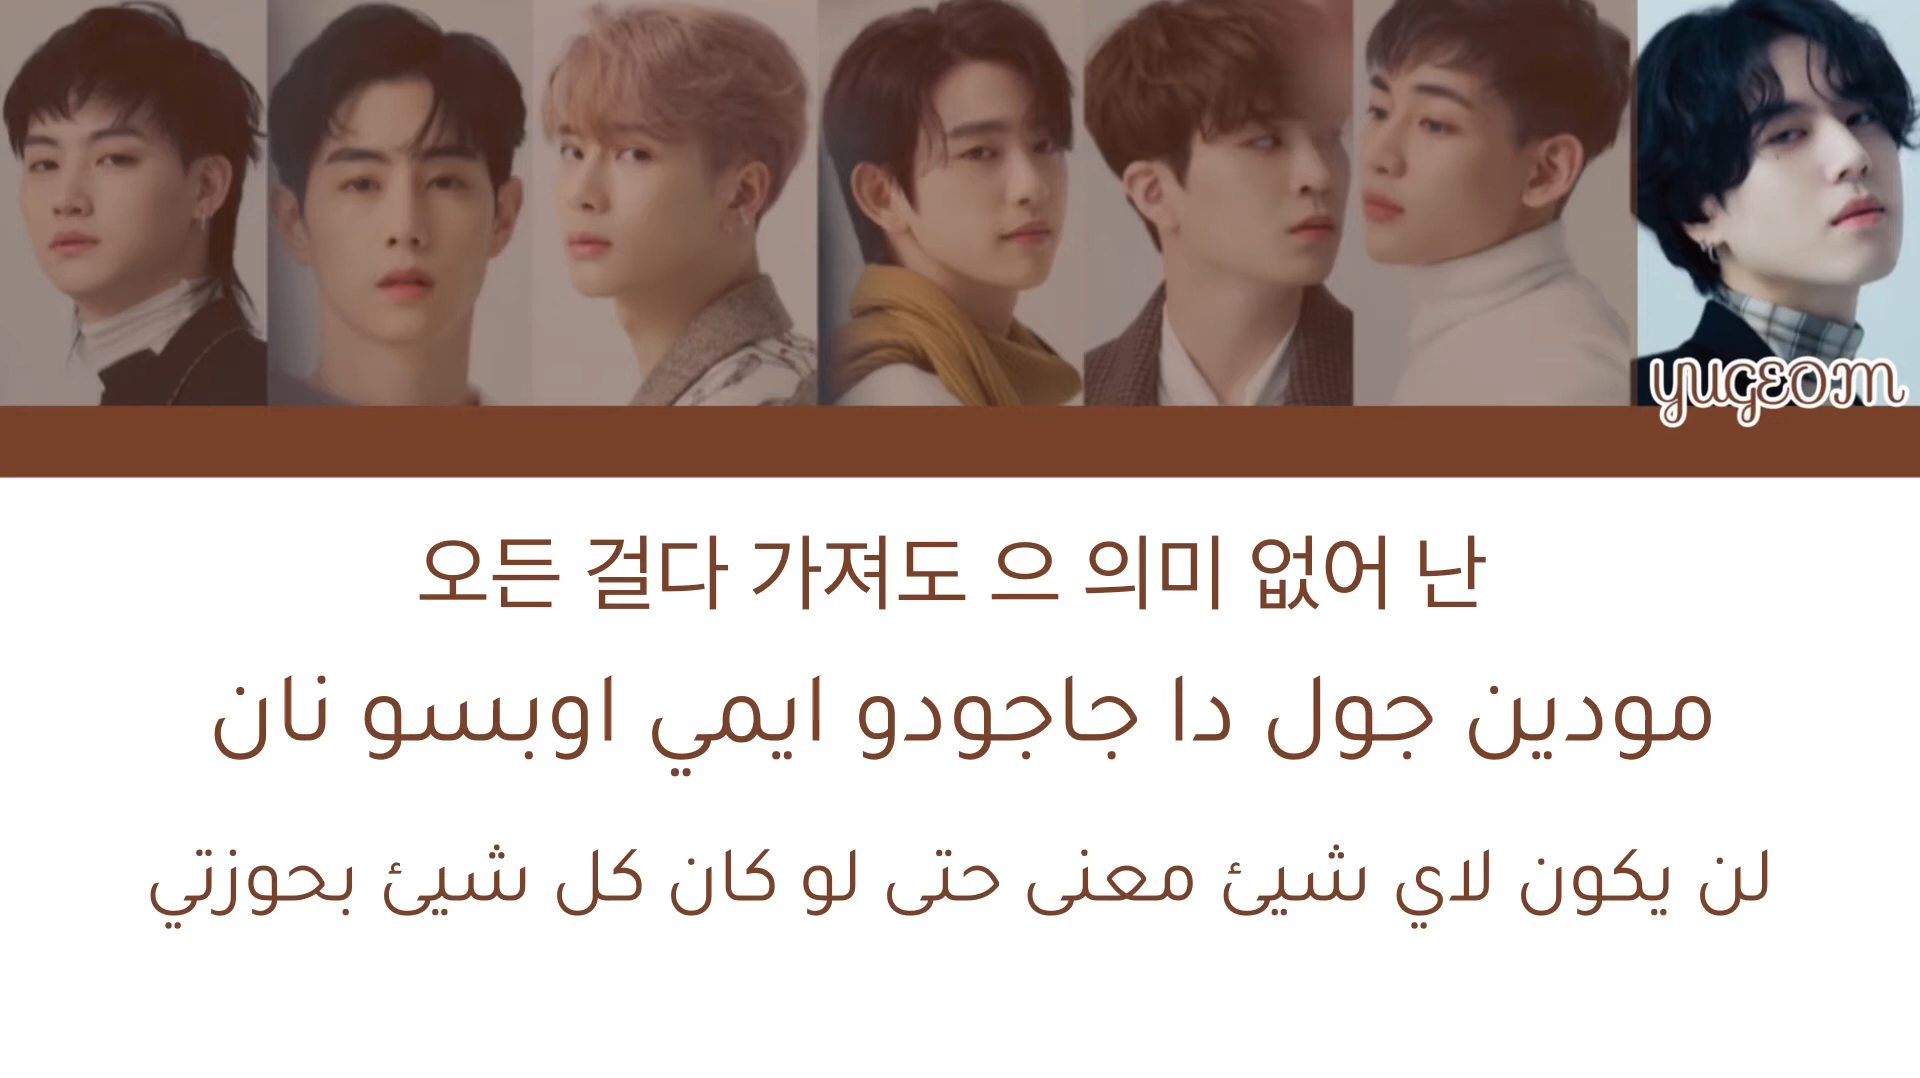 YUGEOM
오든 걸다 가져도 으 의미 없어 난
مودين جول دا جاجودو ايمي اوبسو نان
لن يكون لاي شيئ معنى حتى لو كان كل شيئ بحوزتي